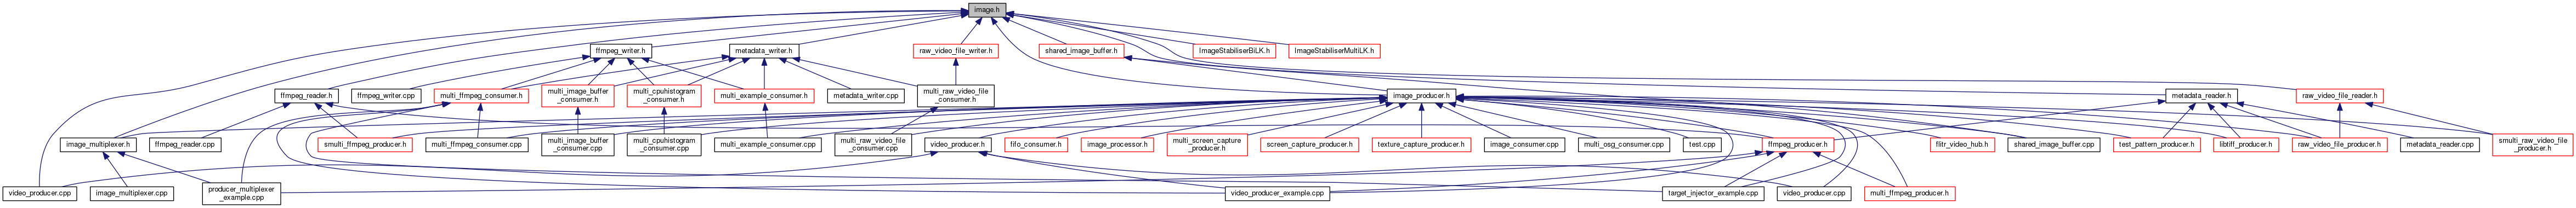 image.h
ffmpeg_writer.h
metadata_writer.h
raw_video_file_writer.h
shared_image_buffer.h
ImageStabiliserBiLK.h
ImageStabiliserMultiLK.h
ffmpeg_reader.h
ffmpeg_writer.cpp
multi_ffmpeg_consumer.h
multi_image_buffer
_consumer.h
multi_cpuhistogram
_consumer.h
multi_example_consumer.h
metadata_writer.cpp
multi_raw_video_file
_consumer.h
image_producer.h
metadata_reader.h
raw_video_file_reader.h
image_multiplexer.h
ffmpeg_reader.cpp
smulti_ffmpeg_producer.h
multi_ffmpeg_consumer.cpp
multi_image_buffer
_consumer.cpp
multi_cpuhistogram
_consumer.cpp
multi_example_consumer.cpp
multi_raw_video_file
_consumer.cpp
video_producer.h
fifo_consumer.h
image_processor.h
multi_screen_capture
_producer.h
screen_capture_producer.h
texture_capture_producer.h
image_consumer.cpp
multi_osg_consumer.cpp
test.cpp
ffmpeg_producer.h
flitr_video_hub.h
shared_image_buffer.cpp
test_pattern_producer.h
libtiff_producer.h
raw_video_file_producer.h
metadata_reader.cpp
smulti_raw_video_file
_producer.h
video_producer.cpp
image_multiplexer.cpp
producer_multiplexer
_example.cpp
video_producer_example.cpp
target_injector_example.cpp
video_producer.cpp
multi_ffmpeg_producer.h